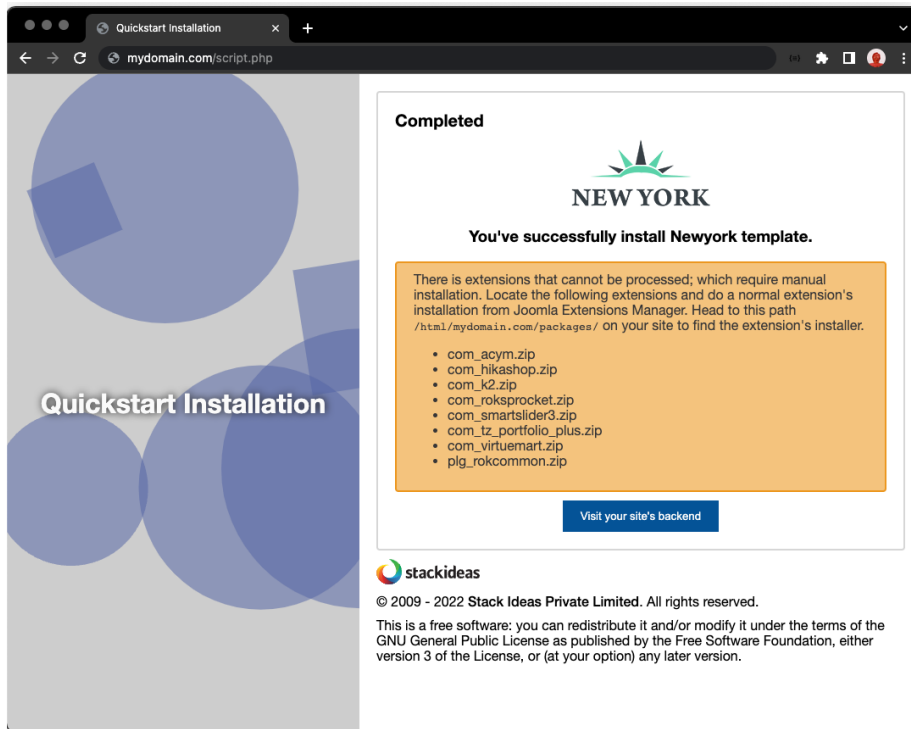 Quickstart Installation
mydomain.com/script.php
Quickstart Installation
Completed
NEW YORK
You've successfully install Newyork template.
There is extensions that cannot be processed; which require manual
installation. Locate the following extensions and do a normal extension's
installation from Joomla Extensions Manager. Head to this path
/html/mydomain.com/packages/ on your site to find the extension's installer.
• com_acym.zip
• com_hikashop.zip
• com_k2.zip
• com_roksprocket.zip
• com_smartslider3.zip
• com_tz_portfolio_plus.zip
• com_virtuemart.zip
• plg_rokcommon.zip
Visit your site's backend
stackideas
© 2009 - 2022 Stack Ideas Private Limited. All rights reserved.
This is a free software: you can redistribute it and/or modify it under the terms of the
GNU General Public License as published by the Free Software Foundation, either
version 3 of the License, or (at your option) any later version.